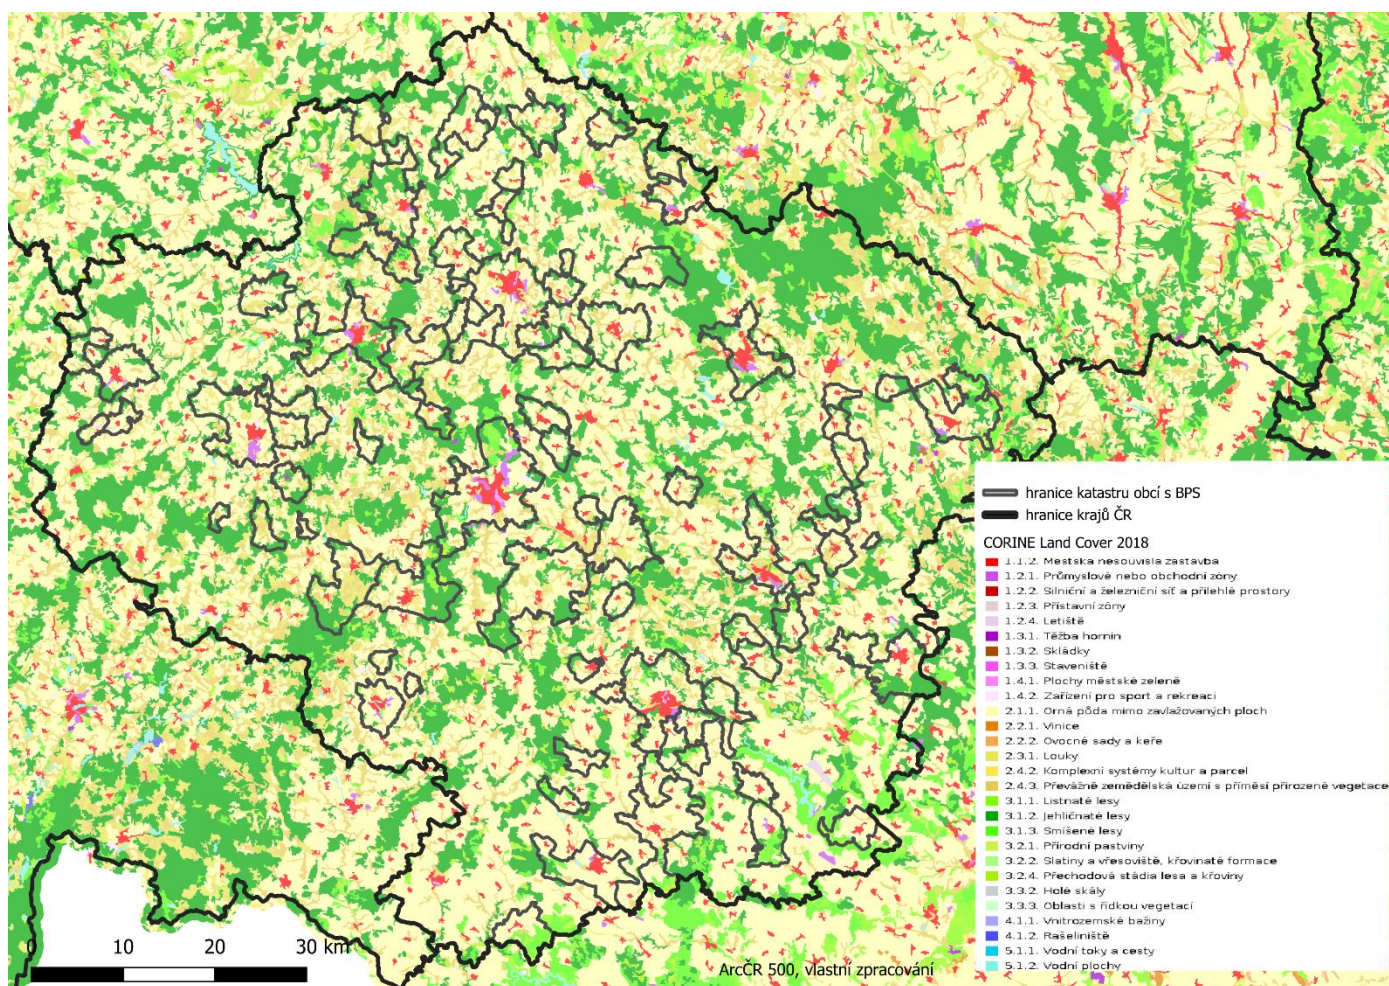 hranice katastru obcí s BPS
hranice krajů ČR
CORINE Land Cover 2018
1.1.2. Městská nesouvislá zástavba
1.2.1. Průmyslové nebo obchodní zóny
1.2.2. Silniční a železniční síť a přilehlé prostory
1.2.3. Přístavní zóny
1.2.4. Letiště
1.3.1. Těžba hornin
1.3.2. Skládky
1.3.3. Staveniště
1.4.1. Plochy městské zeleně
1.4.2. Zařízení pro sport a rekreaci
2.1.1. Orná půda mimo zavlažovaných ploch
2.2.1. Vinice
2.2.2. Ovocné sady a keře
2.3.1. Louky
2.4.2. Komplexní systémy kultur a parcel
2.4.3. Převážně zemědělská území s příměsí přirozené vegetace
3.1.1. Listnaté lesy
3.1.2. Jehličnaté lesy
3.1.3. Smíšené lesy
3.2.1. Přírodní pastviny
3.2.2. Slatiny a vřesoviště, křovinaté formace
3.2.4. Přechodová stádia lesa a křoviny
3.3.2. Holé skály
3.3.3. Oblasti s řídkou vegetací
4.1.1. Vnitrozemské bažiny
4.1.2. Rašeliniště
5.1.1. Vodní toky a cesty
5.1.2. Vodní plochy
0 10 20 30 km
ArcČR 500, vlastní zpracování